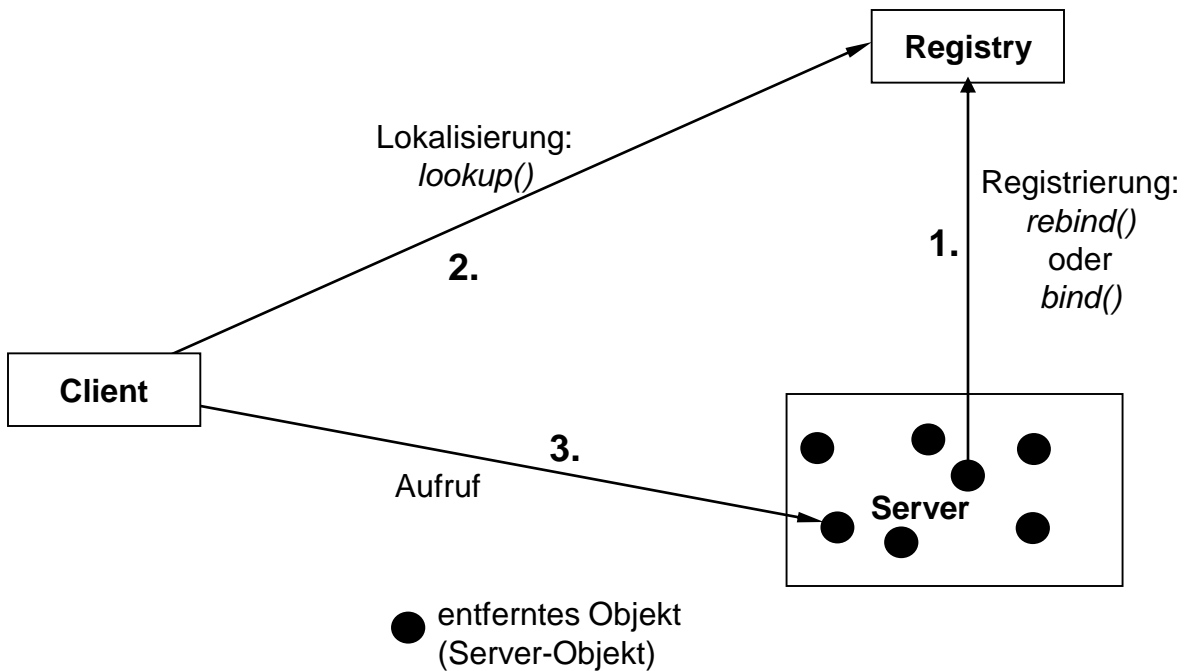 Registry
Lokalisierung:
lookup()
Registrierung:
rebind()
oder
bind()
1.
2.
Client
3.
Aufruf
Server
entferntes Objekt
(Server-Objekt)